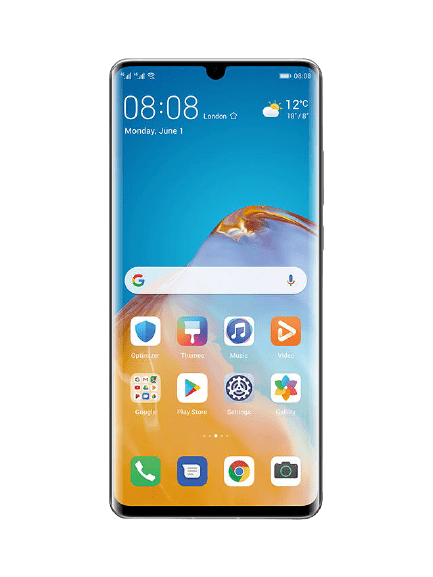 08:08
08:08
London
12°C
18° / 8°
Monday, June 1
G
Optimizer
Themes
Music
Video
Google
Play Store
Settings
Gallery